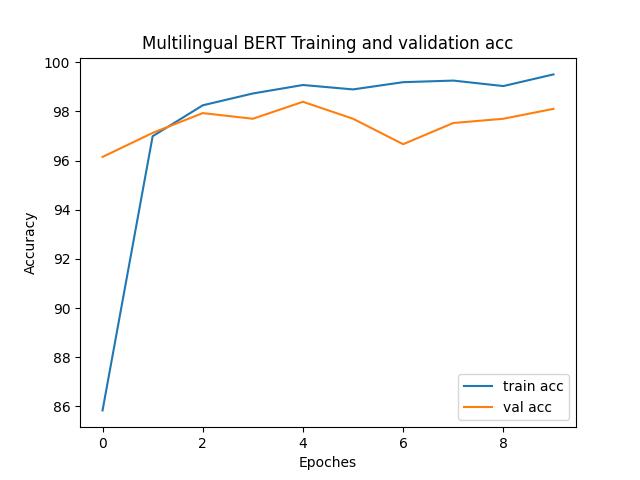 Multilingual BERT Training and validation acc
100
98
96
94
92
90
88
86
Accuracy
0 2 4 6 8
Epoches
train acc
val acc